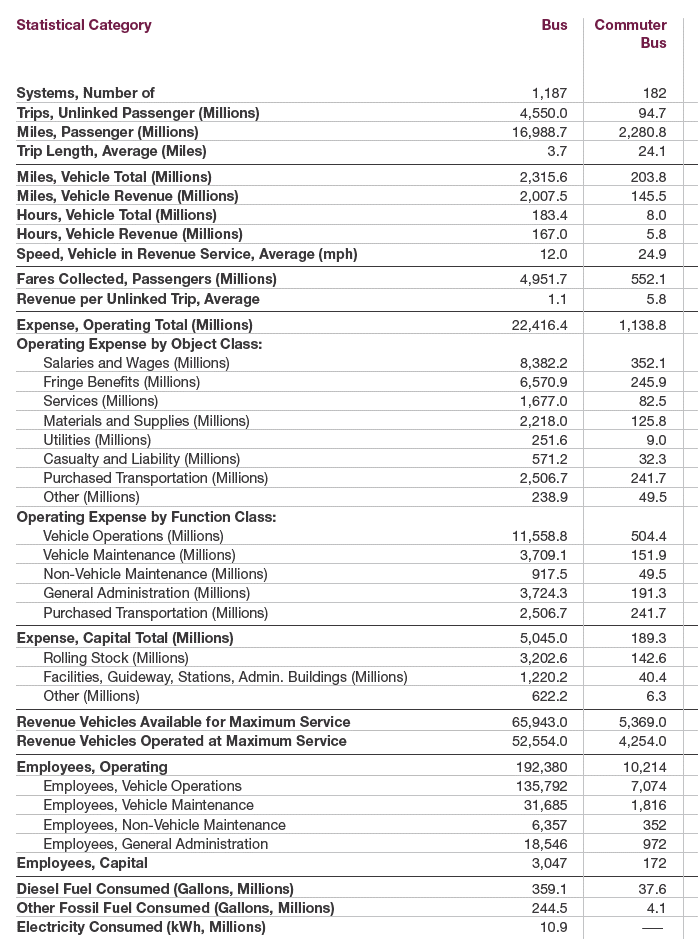 Statistical Category Bus Commuter
Bus
Systems, Number of 1,187 182
Trips, Unlinked Passenger (Millions) 4,550.0 94.7
Miles, Passenger (Millions) 16,988.7 2,280.8
Trip Length, Average (Miles) 3.7 24.1
Miles, Vehicle Total (Millions) 2,315.6 203.8
Miles, Vehicle Revenue (Millions) 2,007.5 145.5
Hours, Vehicle Total (Millions) 183.4 8.0
Hours, Vehicle Revenue (Millions) 167.0 5.8
Speed, Vehicle in Revenue Service, Average (mph) 12.0 24.9
Fares Collected, Passengers (Millions) 4,951.7 552.1
Revenue per Unlinked Trip, Average 1.1 5.8
Expense, Operating Total (Millions) 22,416.4 1,138.8
Operating Expense by Object Class:
Salaries and Wages (Millions) 8,382.2 352.1
Fringe Benefits (Millions) 6,570.9 245.9
Services (Millions) 1,677.0 82.5
Materials and Supplies (Millions) 2,218.0 125.8
Utilities (Millions) 251.6 9.0
Casualty and Liability (Millions) 571.2 32.3
Purchased Transportation (Millions) 2,506.7 241.7
Other (Millions) 238.9 49.5
Operating Expense by Function Class:
Vehicle Operations (Millions) 11,558.8 504.4
Vehicle Maintenance (Millions) 3,709.1 151.9
Non-Vehicle Maintenance (Millions) 917.5 49.5
General Administration (Millions) 3,724.3 191.3
Purchased Transportation (Millions) 2,506.7 241.7
Expense, Capital Total (Millions) 5,045.0 189.3
Rolling Stock (Millions) 3,202.6 142.6
Facilities, Guideway, Stations, Admin. Buildings (Millions) 1,220.2 40.4
Other (Millions) 622.2 6.3
Revenue Vehicles Available for Maximum Service 65,943.0 5,369.0
Revenue Vehicles Operated at Maximum Service 52,554.0 4,254.0
Employees, Operating 192,380 10,214
Employees, Vehicle Operations 135,792 7,074
Employees, Vehicle Maintenance 31,685 1,816
Employees, Non-Vehicle Maintenance 6,357 352
Employees, General Administration 18,546 972
Employees, Capital 3,047 172
Diesel Fuel Consumed (Gallons, Millions) 359.1 37.6
Other Fossil Fuel Consumed (Gallons, Millions) 244.5 4.1
Electricity Consumed (kWh, Millions) 10.9 —